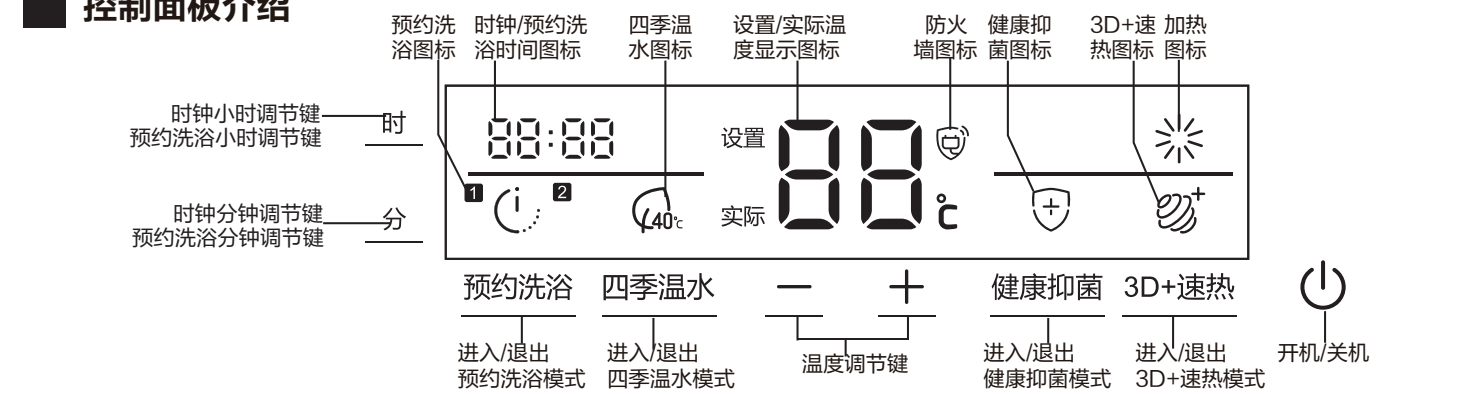 控制面板介绍
预约洗
浴图标
时钟/预约洗
浴时间图标
四季温
水图标
设置/实际温
度显示图标
防火
墙图标
健康抑
菌图标
3D+速
热图标
加热
图标
时钟小时调节键
预约洗浴小时调节键
时
88:88
设置
88
℃
实际
1
2
40℃
时钟分钟调节键
预约洗浴分钟调节键
分
预约洗浴
四季温水
健康抑菌
3D+速热
进入/退出
预约洗浴模式
进入/退出
四季温水模式
温度调节键
进入/退出
健康抑菌模式
进入/退出
3D+速热模式
开机/关机